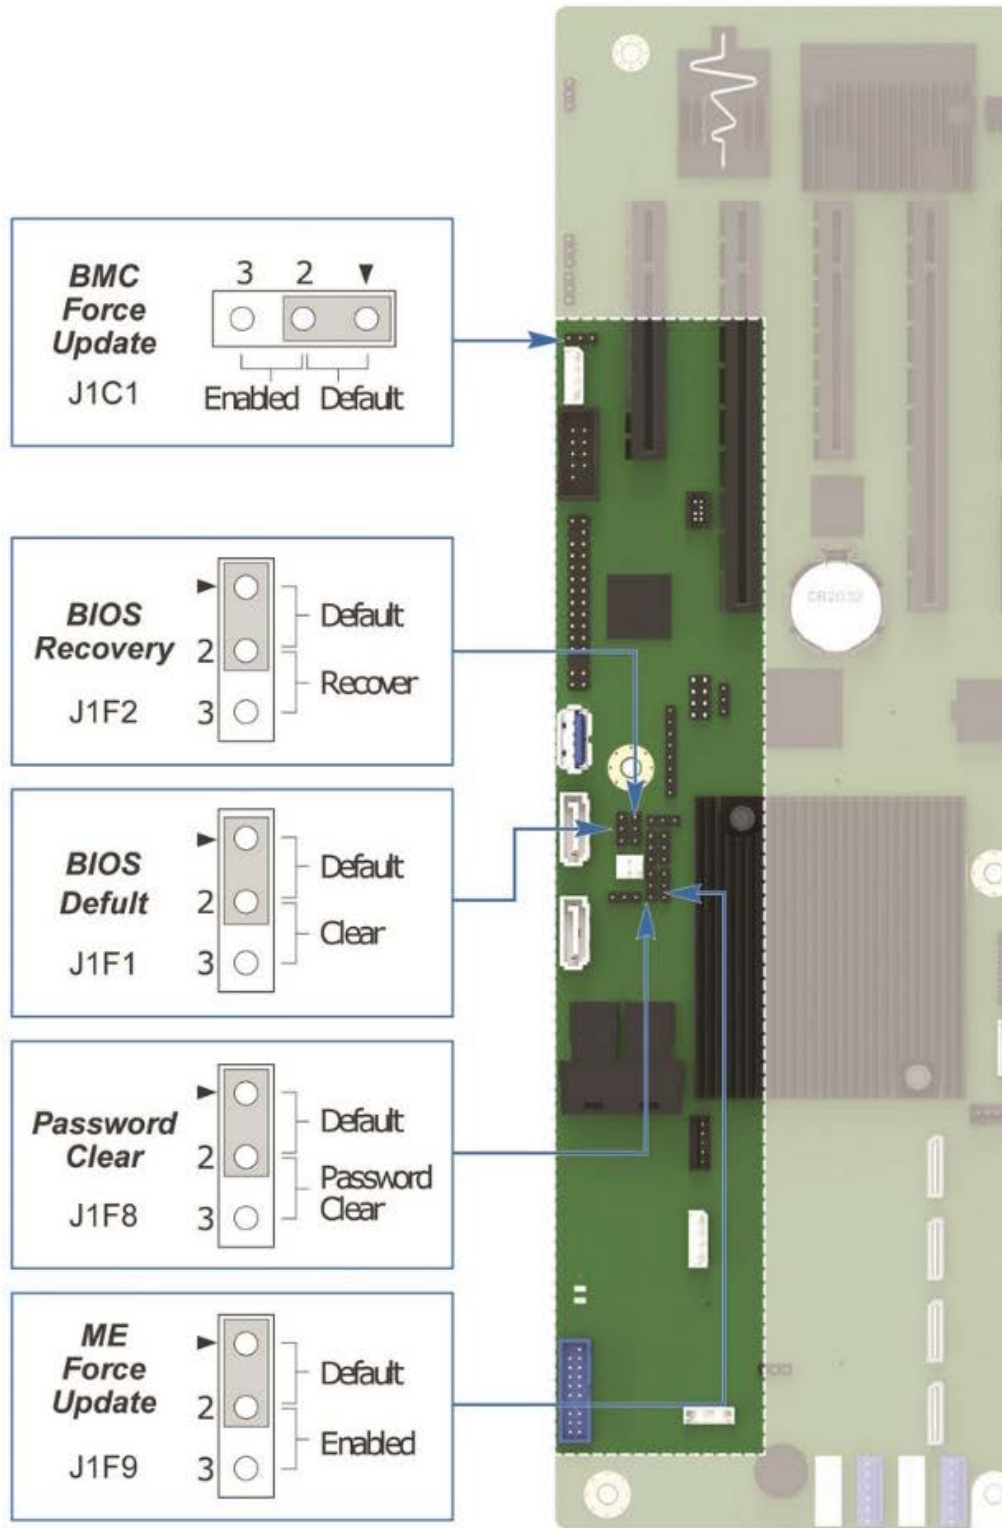 BMC
Force
Update
J1C1
3 2
Enabled Default
BIOS
Recovery
J1F2
2
3
Default
Recover
BIOS
Defult
J1F1
2
3
Default
Clear
Password
Clear
J1F8
2
3
Default
Password
Clear
ME
Force
Update
J1F9
2
3
Default
Enabled
CR2032